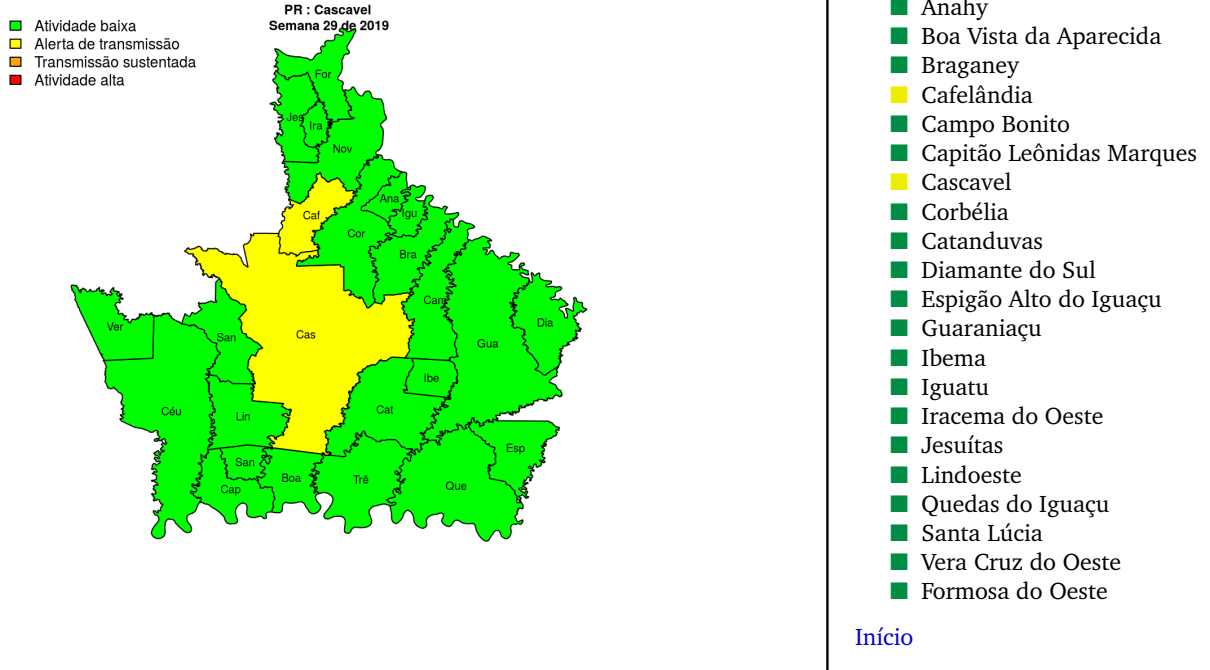 PR : Cascavel
Semana 29 de 2019
Atividade baixa
Alerta de transmissão
Transmissão sustentada
Atividade alta
For
Jes
Ira
Nov
Ana
Caf
Igu
Cor
Bra
Cam
Ver
San
Cas
Dia
Gua
Ibe
Céu
Lin
Cat
Esp
San
Boa
Trê
Cap
Que
Anahy
Boa Vista da Aparecida
Braganey
Cafelândia
Campo Bonito
Capitão Leônidas Marques
Cascavel
Corbélia
Catanduvas
Diamante do Sul
Espigão Alto do Iguaçu
Guaraniaçu
Ibema
Iguatu
Iracema do Oeste
Jesuítas
Lindoeste
Quedas do Iguaçu
Santa Lúcia
Vera Cruz do Oeste
Formosa do Oeste
Início